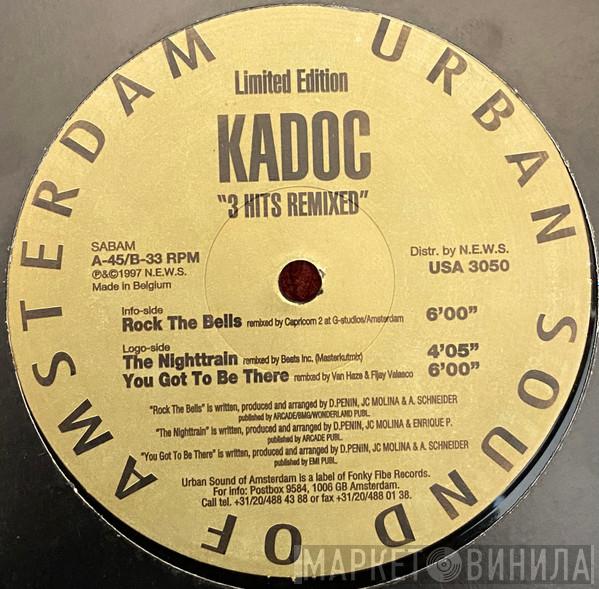 URBAN SOUND OF AMSTERDAM
Limited Edition
KADOC
"3 HITS REMIXED"
SABAM
A-45/B-33 RPM
℗&©1997 N.E.W.S.
Made in Belgium
Distr. by N.E.W.S.
USA 3050
Info-side
Rock The Bells remixed by Capricorn 2 at G-studios/Amsterdam 6'00"
Logo-side
The Nighttrain remixed by Beats Inc. (Masterkutmix) 4'05"
You Got To Be There remixed by Van Haze & Fijay Valasco 6'00"
"Rock The Bells" is written, produced and arranged by D.PENIN, JC MOLINA & A. SCHNEIDER
published by ARCADE/BMG/WONDERLAND PUBL.
"The Nighttrain" is written, produced and arranged by D.PENIN, JC MOLINA & ENRIQUE P.
published by ARCADE PUBL.
"You Got To Be There" is written, produced and arranged by D.PENIN, JC MOLINA & A. SCHNEIDER
published by EMI PUBL.
Urban Sound of Amsterdam is a label of Fonky Fibe Records.
For info: Postbox 9584, 1006 GB Amsterdam.
Call tel. +31/20/488 43 88 or fax +31/20/488 01 38.
МАРКЕТ ВИНИЛА